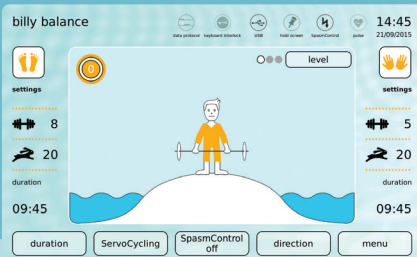 billy balance
data protocol
keyboard interlock
USB
hold screen
SpasmControl
pulse
14:45
21/09/2015
0
level
settings
8
20
duration
09:45
settings
5
20
duration
09:45
duration
ServoCycling
SpasmControl
off
direction
menu